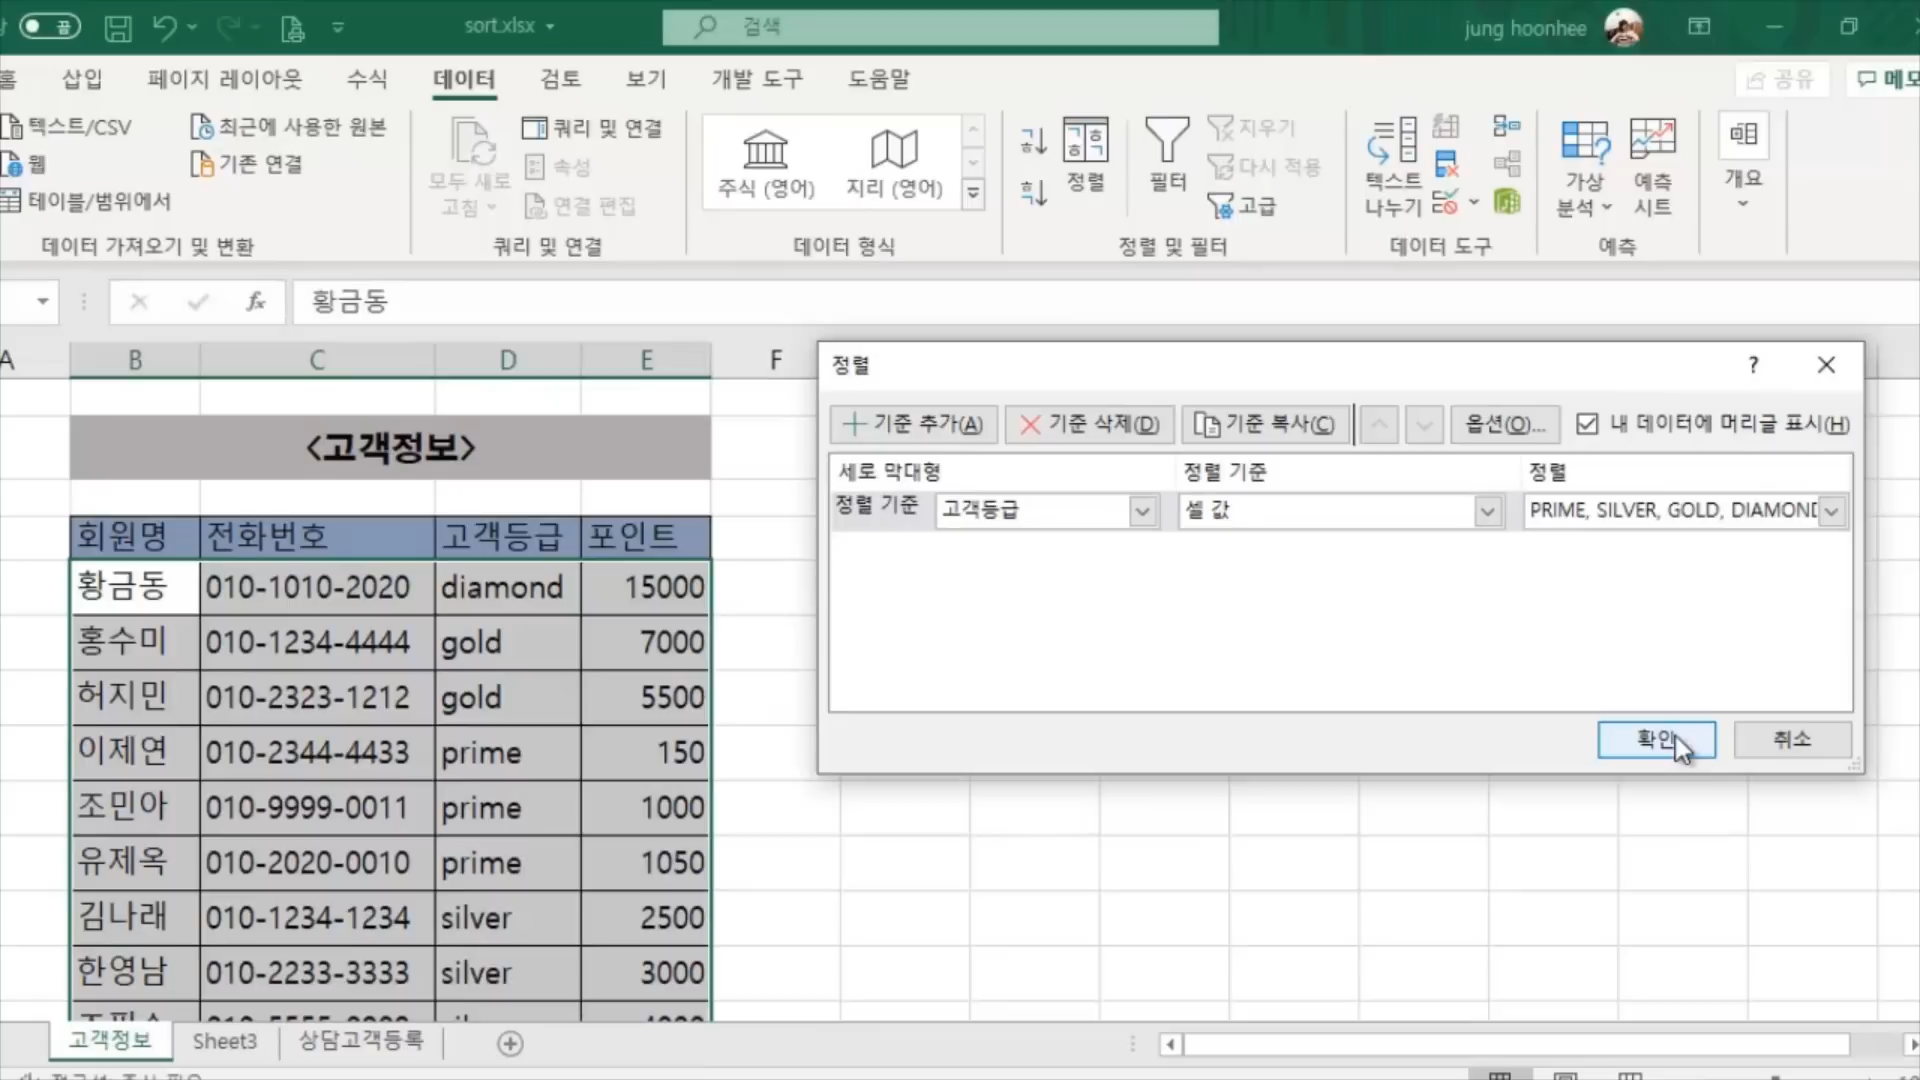 끔
sort.xlsx
검색
jung hoonhee
홈 삽입 페이지 레이아웃 수식 데이터 검토 보기 개발 도구 도움말
공유
메모
텍스트/CSV
최근에 사용한 원본
웹
기존 연결
테이블/범위에서
데이터 가져오기 및 변환
모두 새로
고침
쿼리 및 연결
속성
연결 편집
쿼리 및 연결
주식 (영어)
지리 (영어)
데이터 형식
정렬
필터
지우기
다시 적용
고급
정렬 및 필터
텍스트
나누기
데이터 도구
가상
분석
예측
시트
예측
개요
fx
황금동
A B C D E F
<고객정보>
회원명 전화번호 고객등급 포인트
황금동 010-1010-2020 diamond 15000
홍수미 010-1234-4444 gold 7000
허지민 010-2323-1212 gold 5500
이제연 010-2344-4433 prime 150
조민아 010-9999-0011 prime 1000
유제옥 010-2020-0010 prime 1050
김나래 010-1234-1234 silver 2500
한영남 010-2233-3333 silver 3000
정렬
?
기준 추가(A)
기준 삭제(D)
기준 복사(C)
옵션(O)...
내 데이터에 머리글 표시(H)
세로 막대형 정렬 기준 정렬
정렬 기준 고객등급 셀 값 PRIME, SILVER, GOLD, DIAMOND
확인
취소
고객정보 Sheet3 상담고객등록